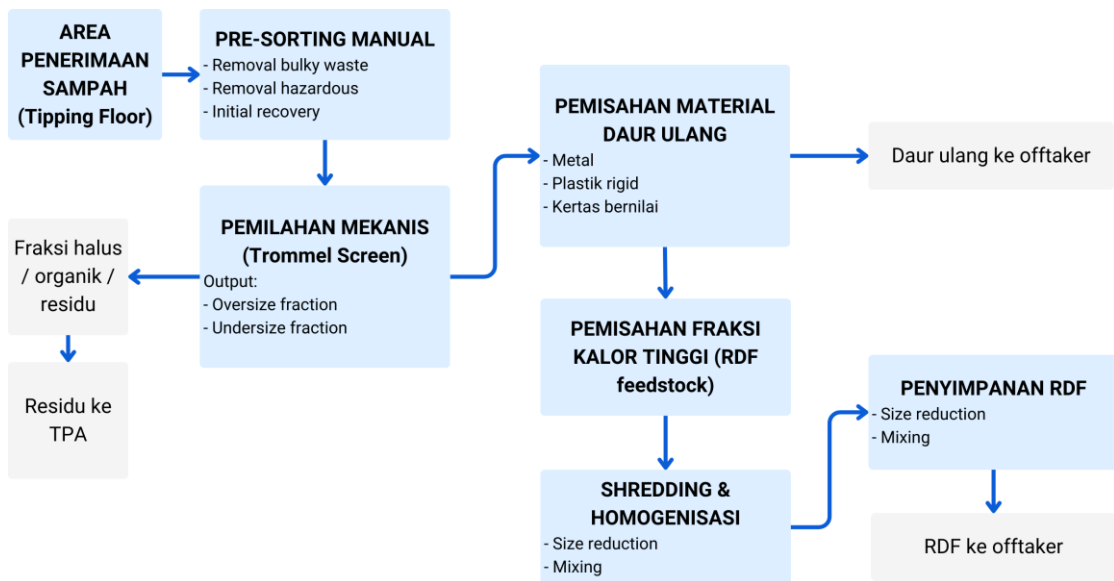 AREA
PENERIMAAN
SAMPAH
(Tipping Floor)
PRE-SORTING MANUAL
- Removal bulky waste
- Removal hazardous
- Initial recovery
PEMILAHAN MEKANIS
(Trommel Screen)
Output:
- Oversize fraction
- Undersize fraction
Fraksi halus
/ organik /
residu
Residu ke
TPA
PEMISAHAN MATERIAL
DAUR ULANG
- Metal
- Plastik rigid
- Kertas bernilai
Daur ulang ke offtaker
PEMISAHAN FRAKSI
KALOR TINGGI (RDF
feedstock)
SHREDDING &
HOMOGENISASI
- Size reduction
- Mixing
PENYIMPANAN RDF
- Size reduction
- Mixing
RDF ke offtaker